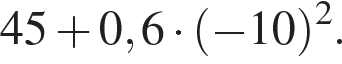 45 + 0,6 · (−10)².